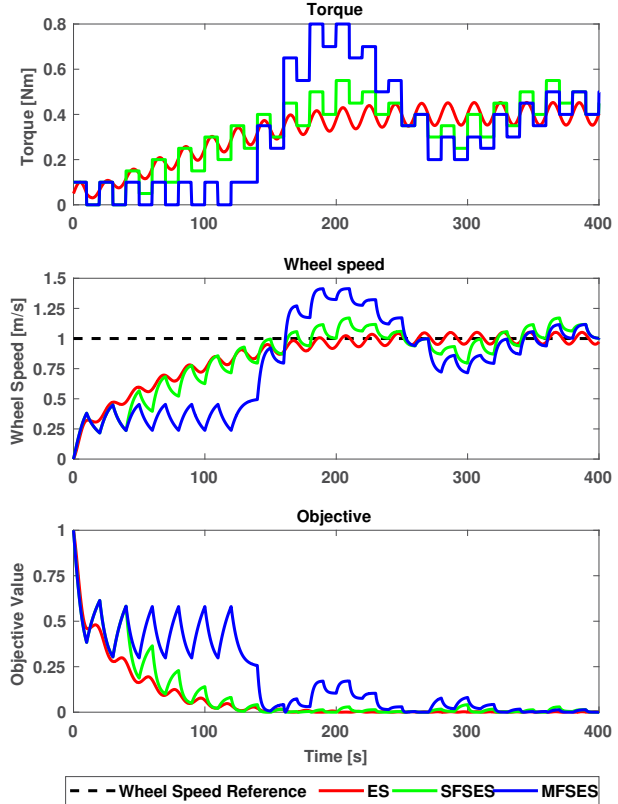 Torque
0.8
0.6
0.4
0.2
0
Torque [Nm]
0 100 200 300 400
Wheel speed
1.5
1.25
1
0.75
0.5
0.25
0
Wheel Speed [m/s]
0 100 200 300 400
Objective
1
0.75
0.5
0.25
0
Objective Value
0 100 200 300 400
Time [s]
Wheel Speed Reference ES SFSES MFSES